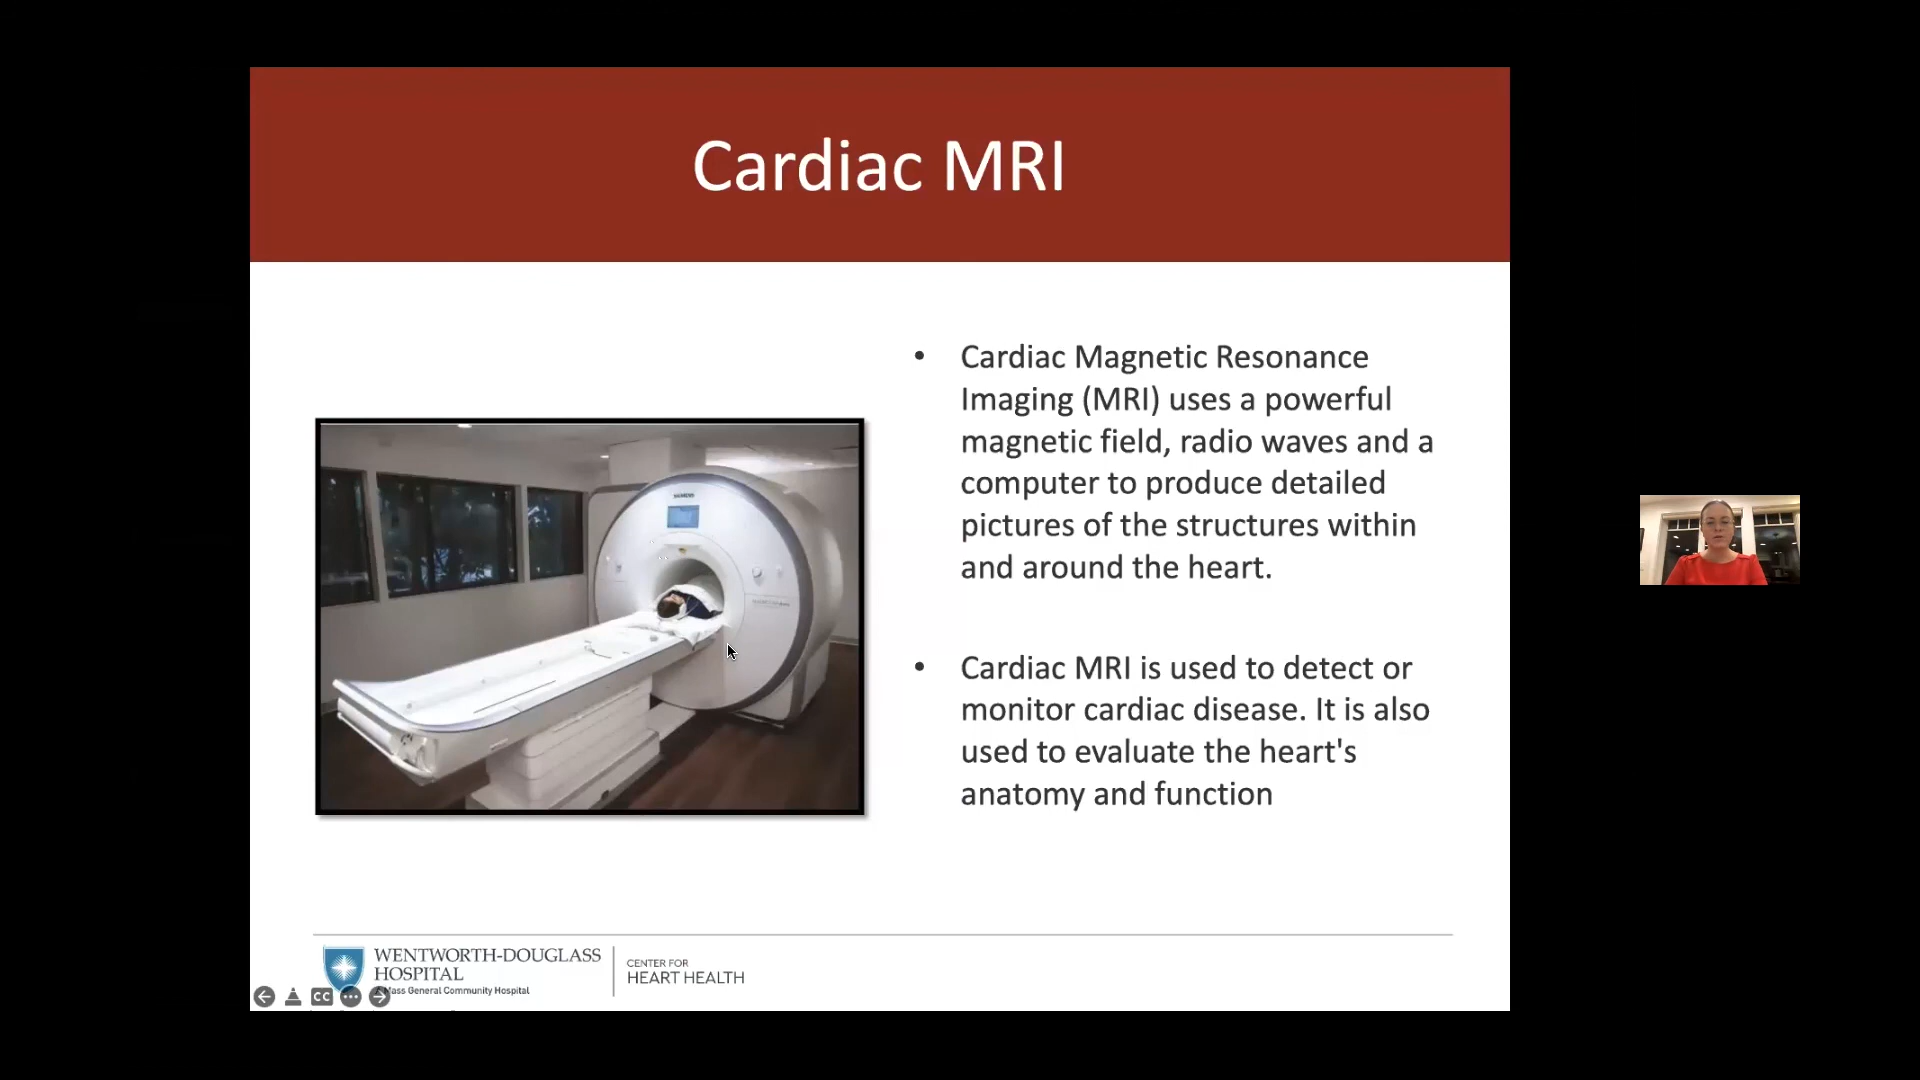 Cardiac MRI
• Cardiac Magnetic Resonance
Imaging (MRI) uses a powerful
magnetic field, radio waves and a
computer to produce detailed
pictures of the structures within
and around the heart.
• Cardiac MRI is used to detect or
monitor cardiac disease. It is also
used to evaluate the heart's
anatomy and function
SIEMENS
WENTWORTH-DOUGLASS
HOSPITAL
A Mass General Community Hospital
CENTER FOR
HEART HEALTH
CC